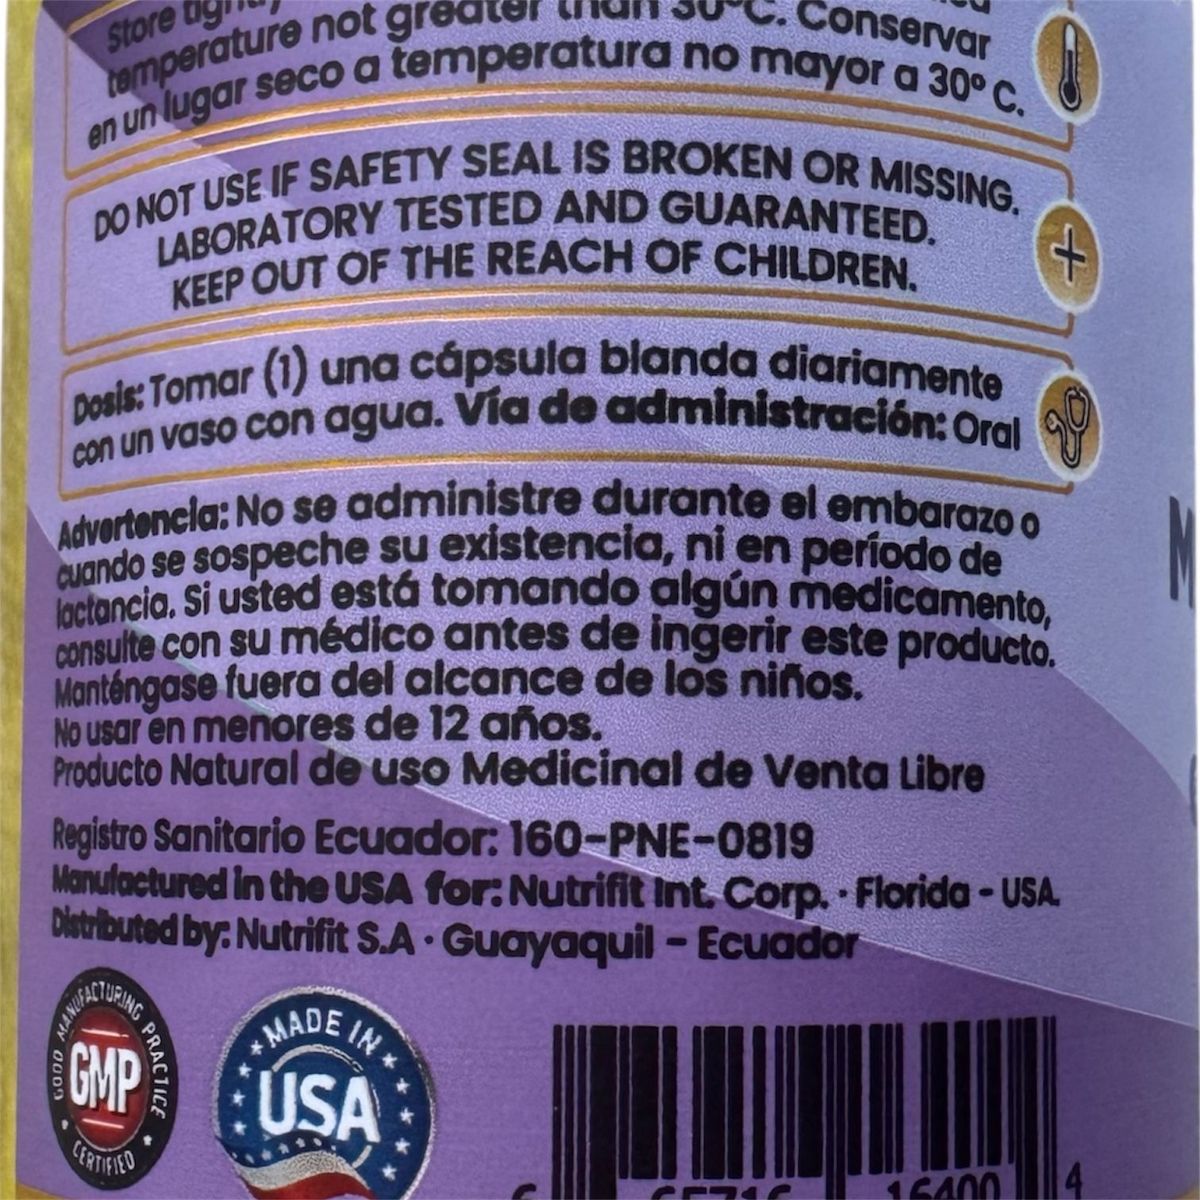 Store tightly
temperature not greater than 30°C. Conservar
en un lugar seco a temperatura no mayor a 30° C.
DO NOT USE IF SAFETY SEAL IS BROKEN OR MISSING.
LABORATORY TESTED AND GUARANTEED.
KEEP OUT OF THE REACH OF CHILDREN.
Dosis: Tomar (1) una cápsula blanda diariamente
con un vaso con agua. Vía de administración: Oral
Advertencia: No se administre durante el embarazo o
cuando se sospeche su existencia, ni en período de
lactancia. Si usted está tomando algún medicamento,
consulte con su médico antes de ingerir este producto.
Manténgase fuera del alcance de los niños.
No usar en menores de 12 años.
Producto Natural de uso Medicinal de Venta Libre
Registro Sanitario Ecuador: 160-PNE-0819
Manufactured in the USA for: Nutrifit Int. Corp. · Florida - USA.
Distributed by: Nutrifit S.A · Guayaquil - Ecuador
GOOD MANUFACTURING PRACTICE
GMP
CERTIFIED
MADE IN
USA
6 65716 16400 4